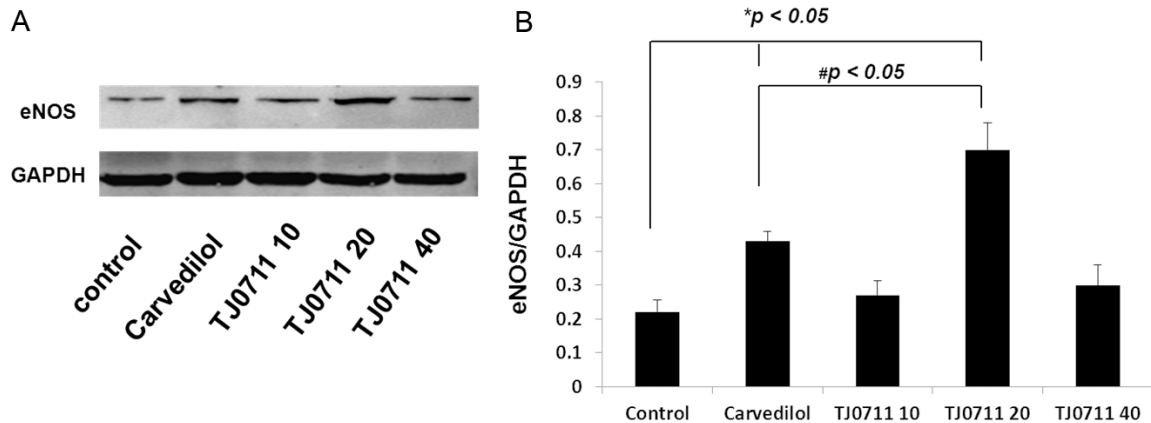 A
eNOS
GAPDH
control
Carvedilol
TJ0711 10
TJ0711 20
TJ0711 40
B
*p < 0.05
#p < 0.05
eNOS/GAPDH
0.9
0.8
0.7
0.6
0.5
0.4
0.3
0.2
0.1
0
Control Carvedilol TJ0711 10 TJ0711 20 TJ0711 40